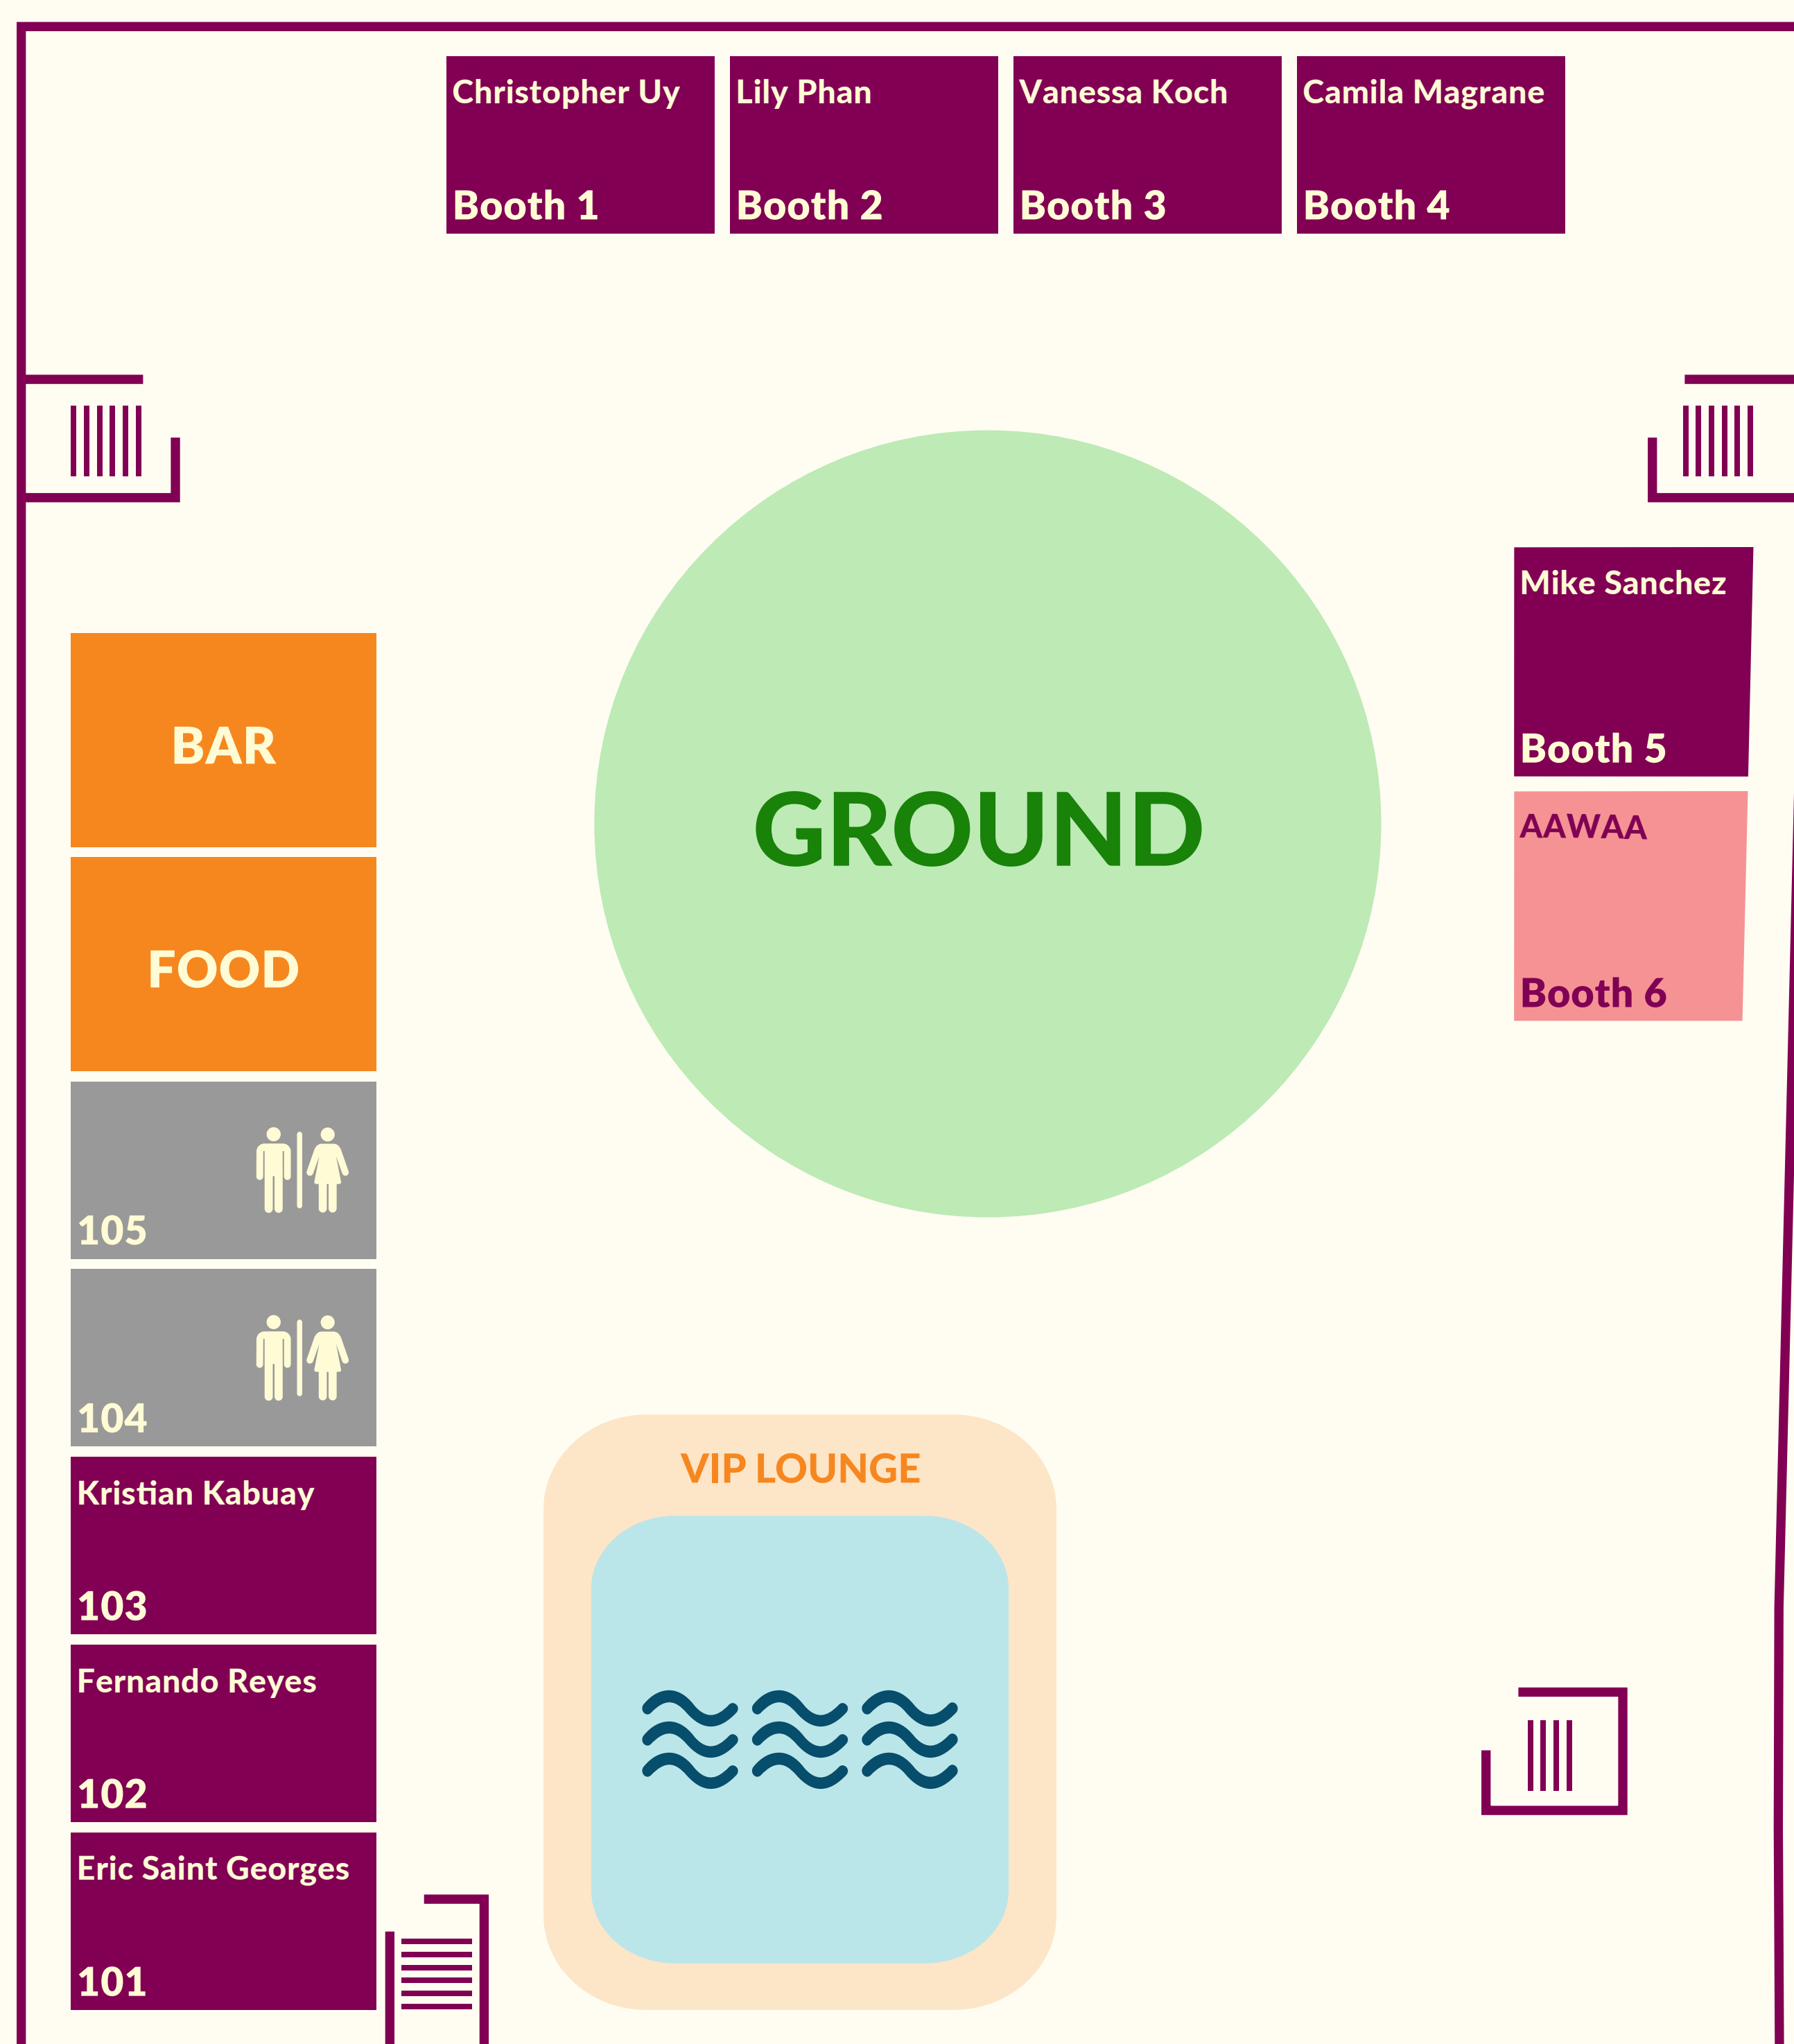 Christopher Uy
Booth 1
Lily Phan
Booth 2
Vanessa Koch
Booth 3
Camila Magrane
Booth 4
Mike Sanchez
Booth 5
AAWAA
Booth 6
GROUND
BAR
FOOD
105
104
Kristian Kabuay
103
Fernando Reyes
102
Eric Saint Georges
101
VIP LOUNGE